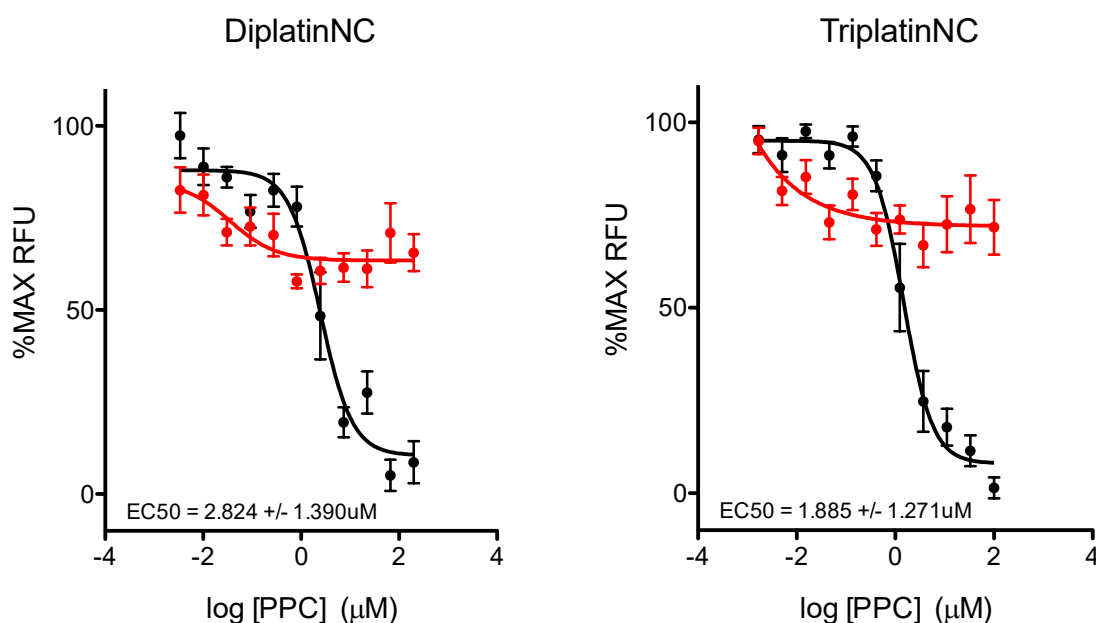 DiplatinNC
%MAX RFU
100
50
0
EC50 = 2.824 +/- 1.390uM
-4
-2
0
2
4
log [PPC] (μM)
TriplatinNC
%MAX RFU
100
50
0
EC50 = 1.885 +/- 1.271uM
-4
-2
0
2
4
log [PPC] (μM)